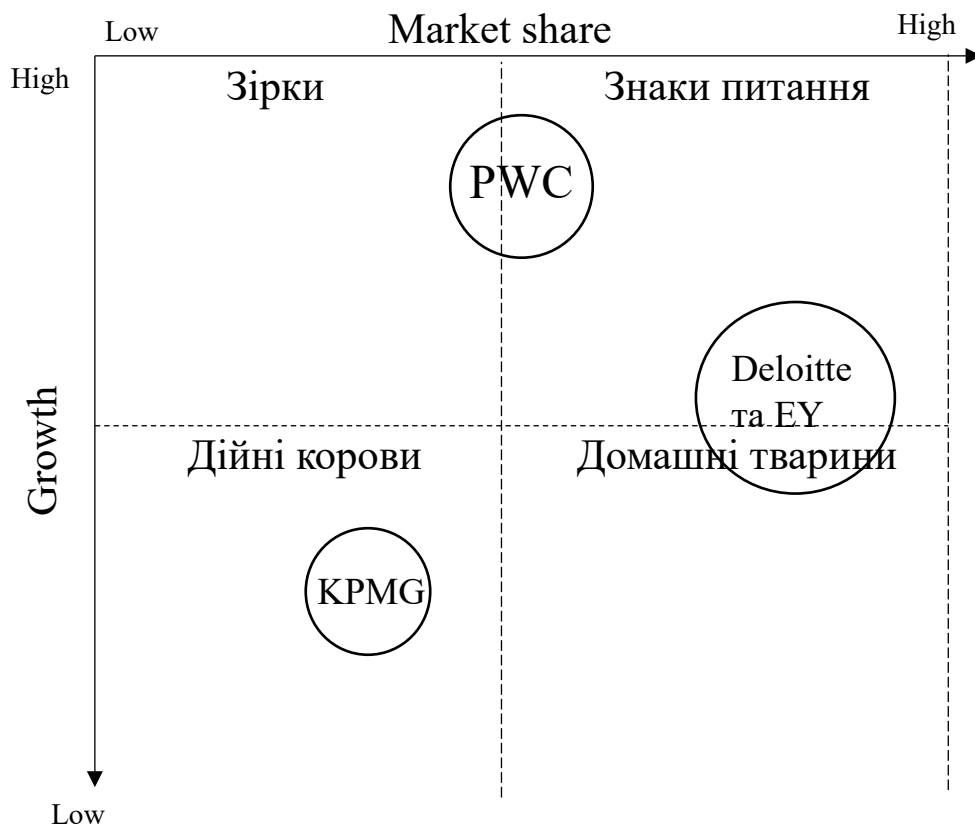 Low
Market share
High
High
Зірки
Знаки питання
PWC
Deloitte
та EY
Growth
Дійні корови
Домашні тварини
KPMG
Low